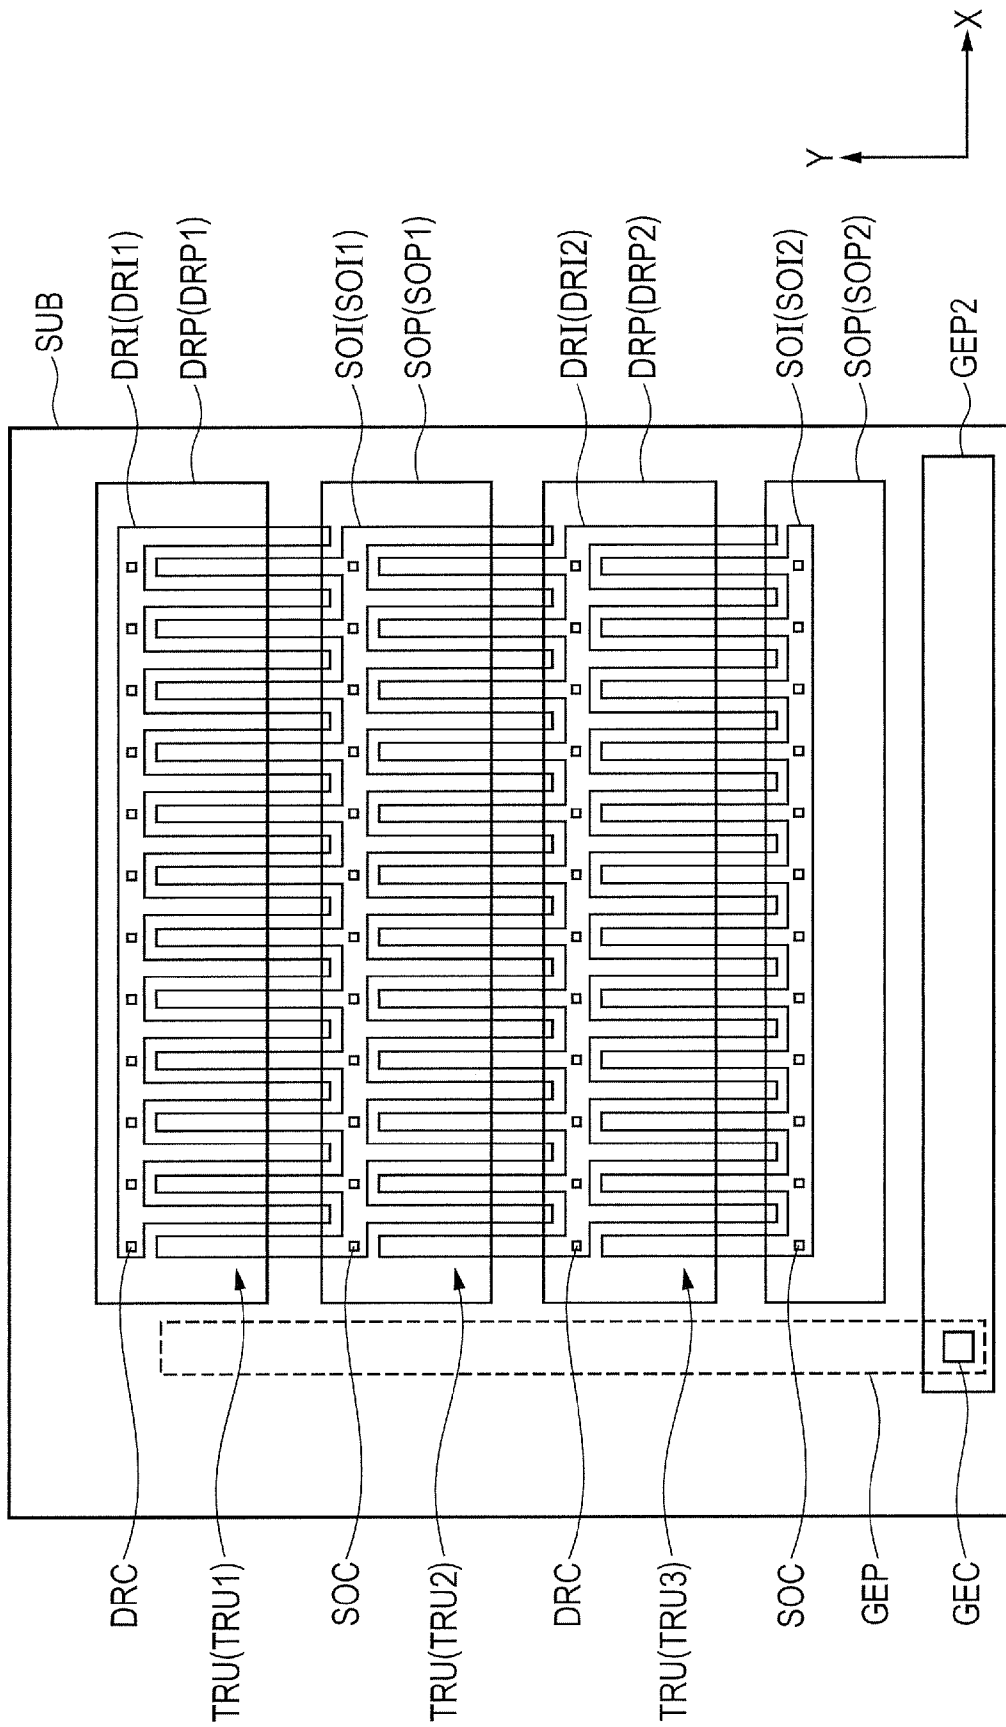 SUB
DRI(DRI1)
DRP(DRP1)
SOI(SOI1)
SOP(SOP1)
DRI(DRI2)
DRP(DRP2)
SOI(SOI2)
SOP(SOP2)
GEP2
Y
X
DRC
TRU(TRU1)
SOC
TRU(TRU2)
DRC
TRU(TRU3)
SOC
GEP
GEC